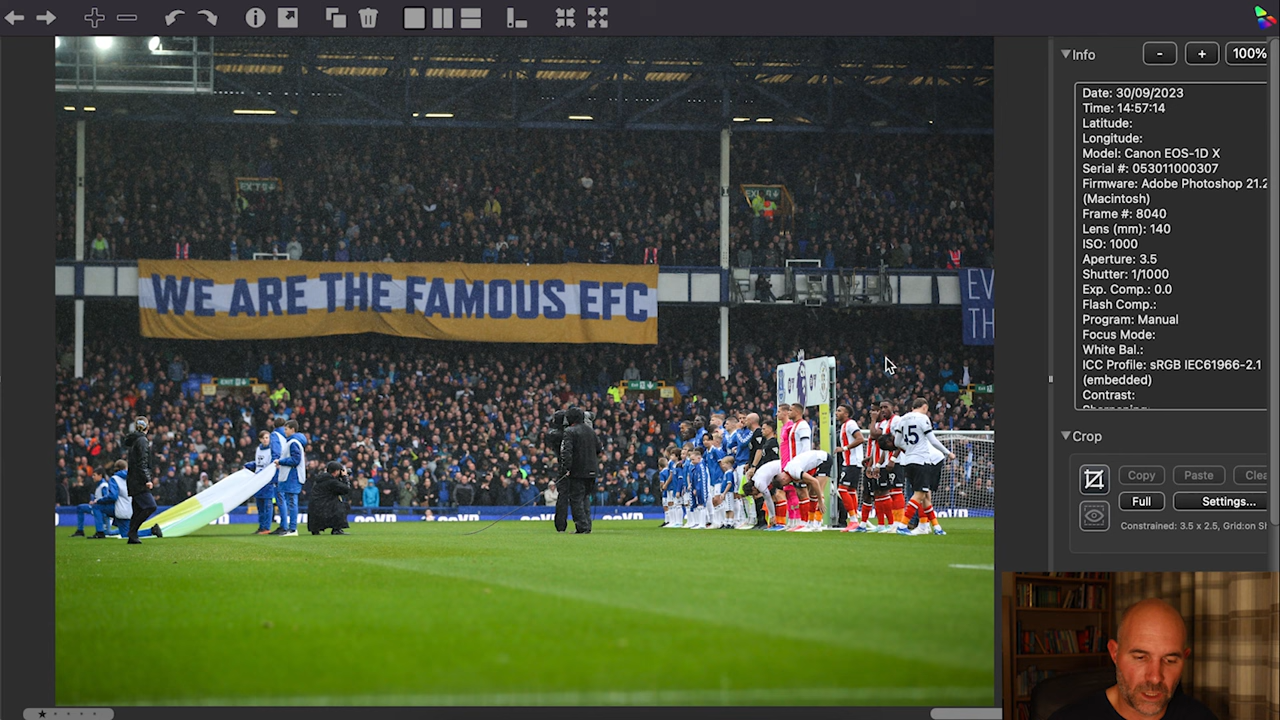 Info
-
+
100%
Date: 30/09/2023
Time: 14:57:14
Latitude:
Longitude:
Model: Canon EOS-1D X
Serial #: 053011000307
Firmware: Adobe Photoshop 21.2
(Macintosh)
Frame #: 8040
Lens (mm): 140
ISO: 1000
Aperture: 3.5
Shutter: 1/1000
Exp. Comp.: 0.0
Flash Comp.:
Program: Manual
Focus Mode:
White Bal.:
ICC Profile: sRGB IEC61966-2.1
(embedded)
Contrast:
WE ARE THE FAMOUS EFC
EV
TH
EXIT
45
Crop
Copy
Paste
Clea
Full
Settings...
Constrained: 3.5 x 2.5, Grid:on Sh